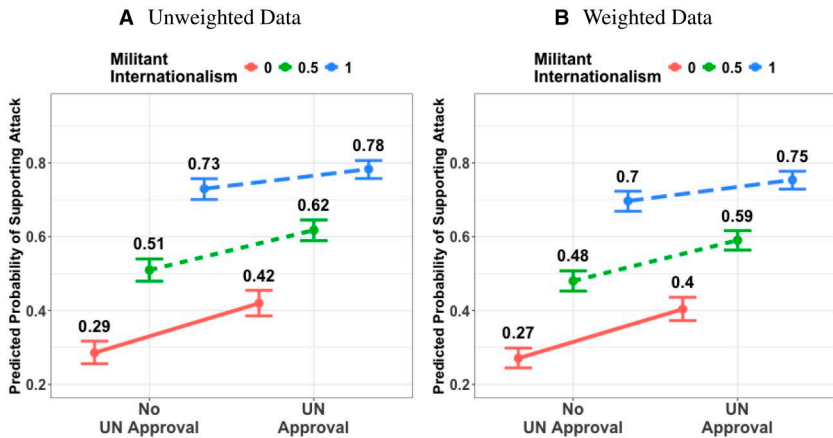 A Unweighted Data
Militant
Internationalism 0 0.5 1
Predicted Probability of Supporting Attack
0.8
0.6
0.4
0.2
0.73
0.78
0.51
0.62
0.29
0.42
No
UN Approval
UN
Approval
B Weighted Data
Militant
Internationalism 0 0.5 1
Predicted Probability of Supporting Attack
0.8
0.6
0.4
0.2
0.7
0.75
0.48
0.59
0.27
0.4
No
UN Approval
UN
Approval